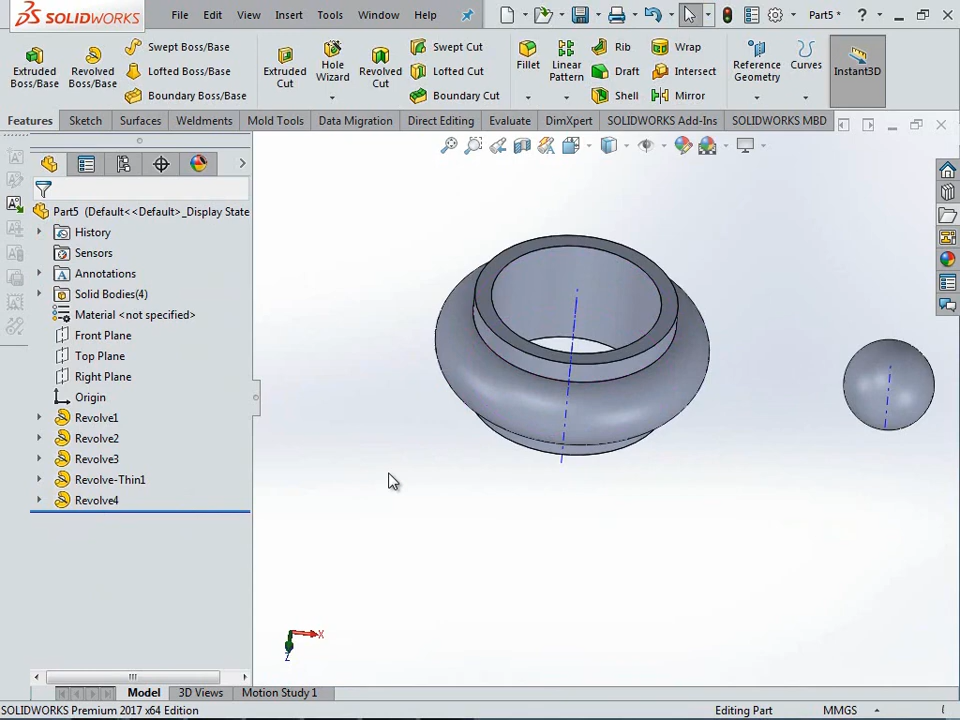 SOLIDWORKS File Edit View Insert Tools Window Help Part5 * ?
Extruded Boss/Base
Revolved Boss/Base
Swept Boss/Base
Lofted Boss/Base
Boundary Boss/Base
Extruded Cut
Hole Wizard
Revolved Cut
Swept Cut
Lofted Cut
Boundary Cut
Fillet
Linear Pattern
Rib
Draft
Shell
Wrap
Intersect
Mirror
Reference Geometry
Curves
Instant3D
Features Sketch Surfaces Weldments Mold Tools Data Migration Direct Editing Evaluate DimXpert SOLIDWORKS Add-Ins SOLIDWORKS MBD
Part5 (Default<<Default>_Display State
History
Sensors
Annotations
Solid Bodies(4)
Material <not specified>
Front Plane
Top Plane
Right Plane
Origin
Revolve1
Revolve2
Revolve3
Revolve-Thin1
Revolve4
X
Z
Model 3D Views Motion Study 1
SOLIDWORKS Premium 2017 x64 Edition Editing Part MMGS